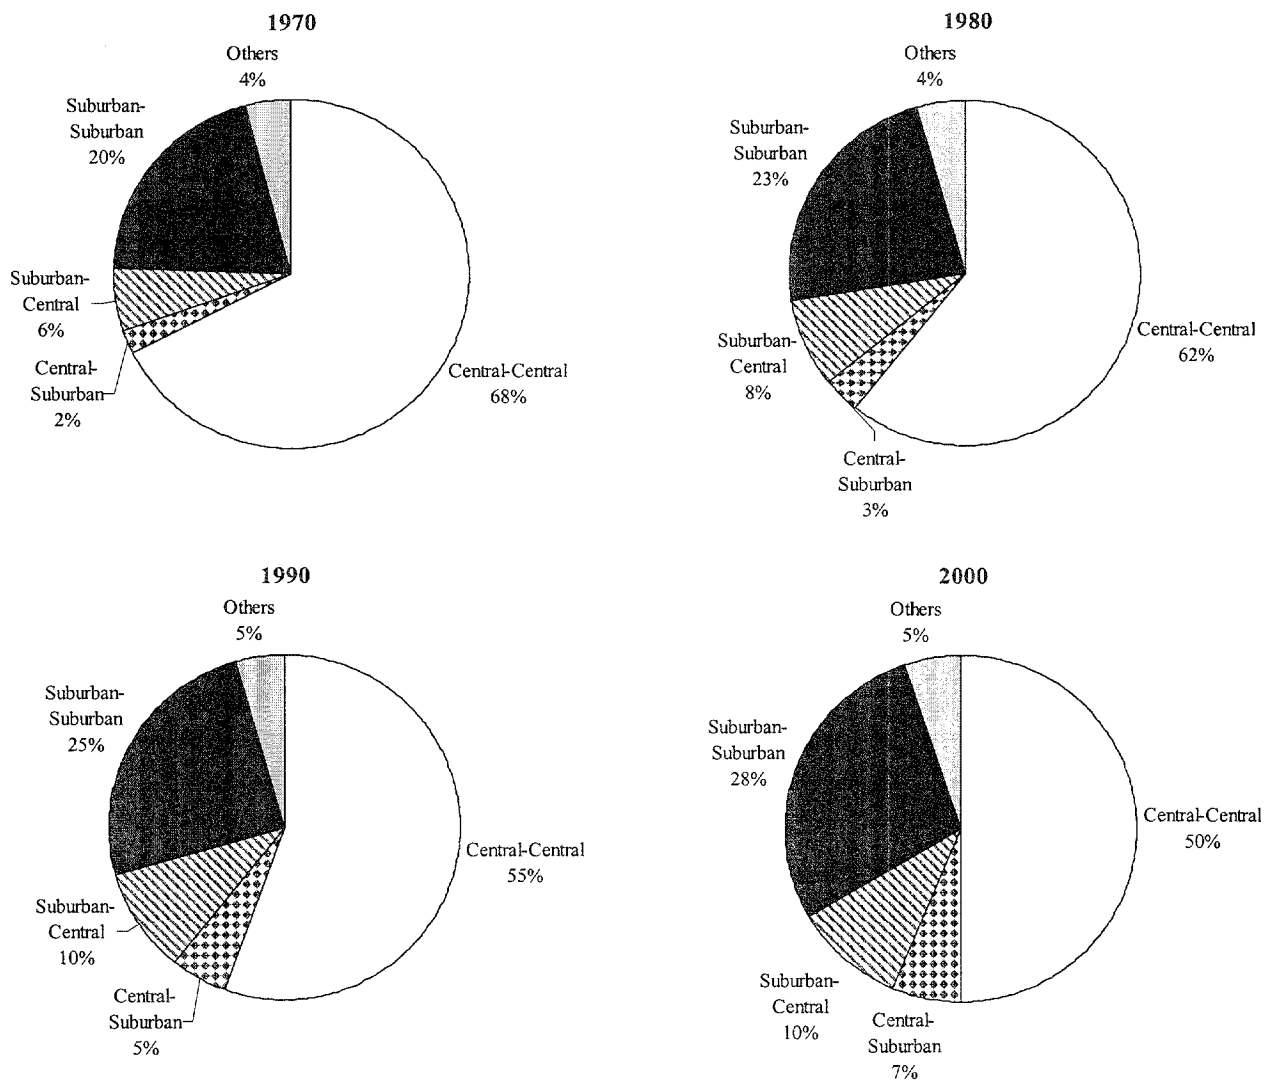 1970
Others
4%
Suburban-
Suburban
20%
Suburban-
Central
6%
Central-
Suburban
2%
Central-Central
68%
1980
Others
4%
Suburban-
Suburban
23%
Suburban-
Central
8%
Central-
Suburban
3%
Central-Central
62%
1990
Others
5%
Suburban-
Suburban
25%
Suburban-
Central
10%
Central-
Suburban
5%
Central-Central
55%
2000
Others
5%
Suburban-
Suburban
28%
Suburban-
Central
10%
Central-
Suburban
7%
Central-Central
50%